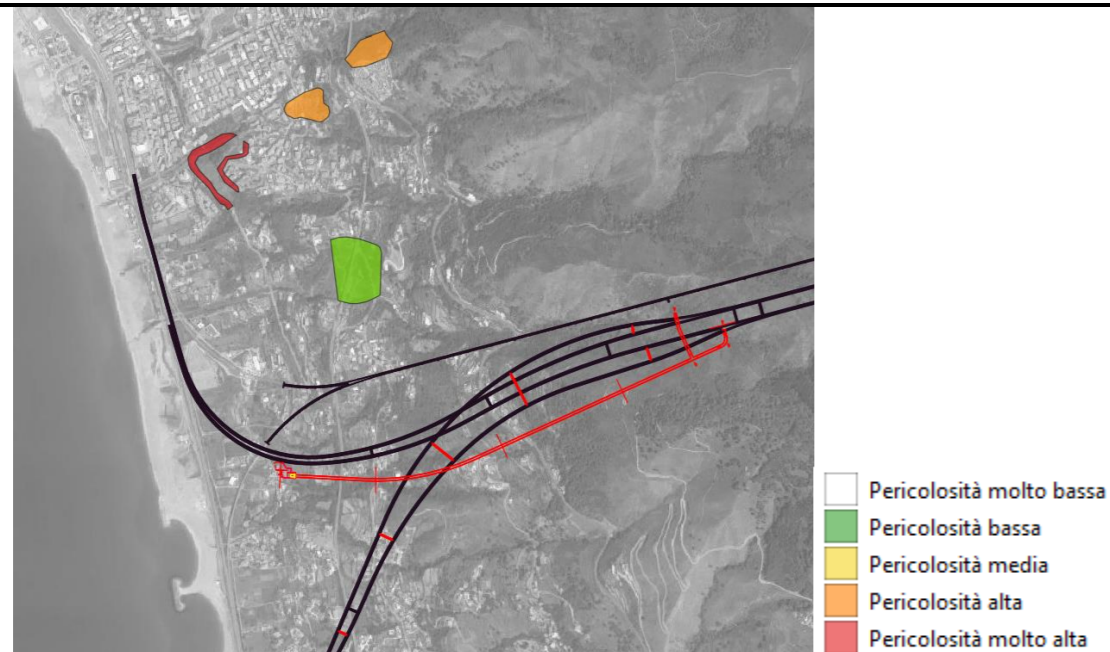 Pericolosità molto bassa
Pericolosità bassa
Pericolosità media
Pericolosità alta
Pericolosità molto alta